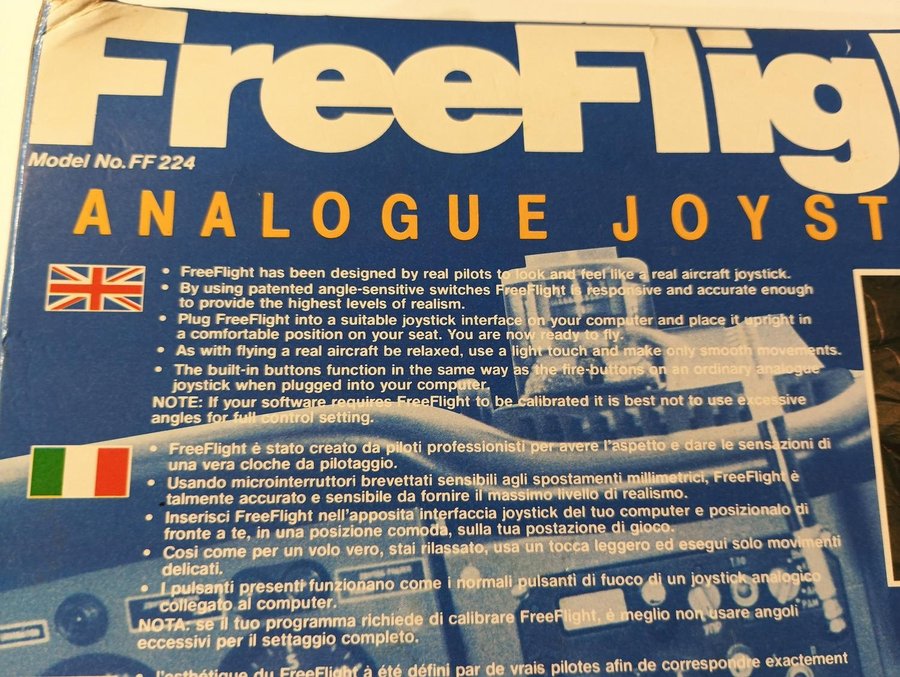 FreeFlig
Model No. FF 224
ANALOGUE JOYST
• FreeFlight has been designed by real pilots to look and feel like a real aircraft joystick.
• By using patented angle-sensitive switches FreeFlight is responsive and accurate enough
to provide the highest levels of realism.
• Plug FreeFlight into a suitable joystick interface on your computer and place it upright in
a comfortable position on your seat. You are now ready to fly.
• As with flying a real aircraft be relaxed, use a light touch and make only smooth movements.
• The built-in buttons function in the same way as the fire-buttons on an ordinary analogue
joystick when plugged into your computer.
NOTE: If your software requires FreeFlight to be calibrated it is best not to use excessive
angles for full control setting.
• FreeFlight è stato creato da piloti professionisti per avere l'aspetto e dare le sensazioni di
una vera cloche da pilotaggio.
• Usando microinterruttori brevettati sensibili agli spostamenti millimetrici, FreeFlight è
talmente accurato e sensibile da fornire il massimo livello di realismo.
• Inserisci FreeFlight nell'apposita interfaccia joystick del tuo computer e posizionalo di
fronte a te, in una posizione comoda, sulla tua postazione di gioco.
• Cosi come per un volo vero, stai rilassato, usa un tocca leggero ed esegui solo movimenti
delicati.
• I pulsanti presenti funzionano come i normali pulsanti di fuoco di un joystick analogico
collegato al computer.
NOTA: se il tuo programma richiede di calibrare FreeFlight, è meglio non usare angoli
eccessivi per il settaggio completo.
• l'esthétique du FreeFlight à été défini par de vrais pilotes afin de correspondre exactement